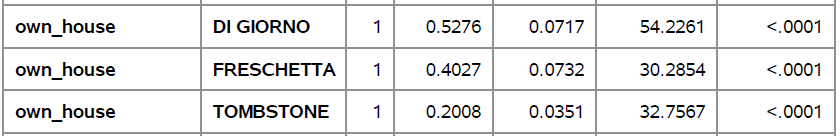 own_house DI GIORNO 1 0.5276 0.0717 54.2261 <.0001
own_house FRESCHETTA 1 0.4027 0.0732 30.2854 <.0001
own_house TOMBSTONE 1 0.2008 0.0351 32.7567 <.0001